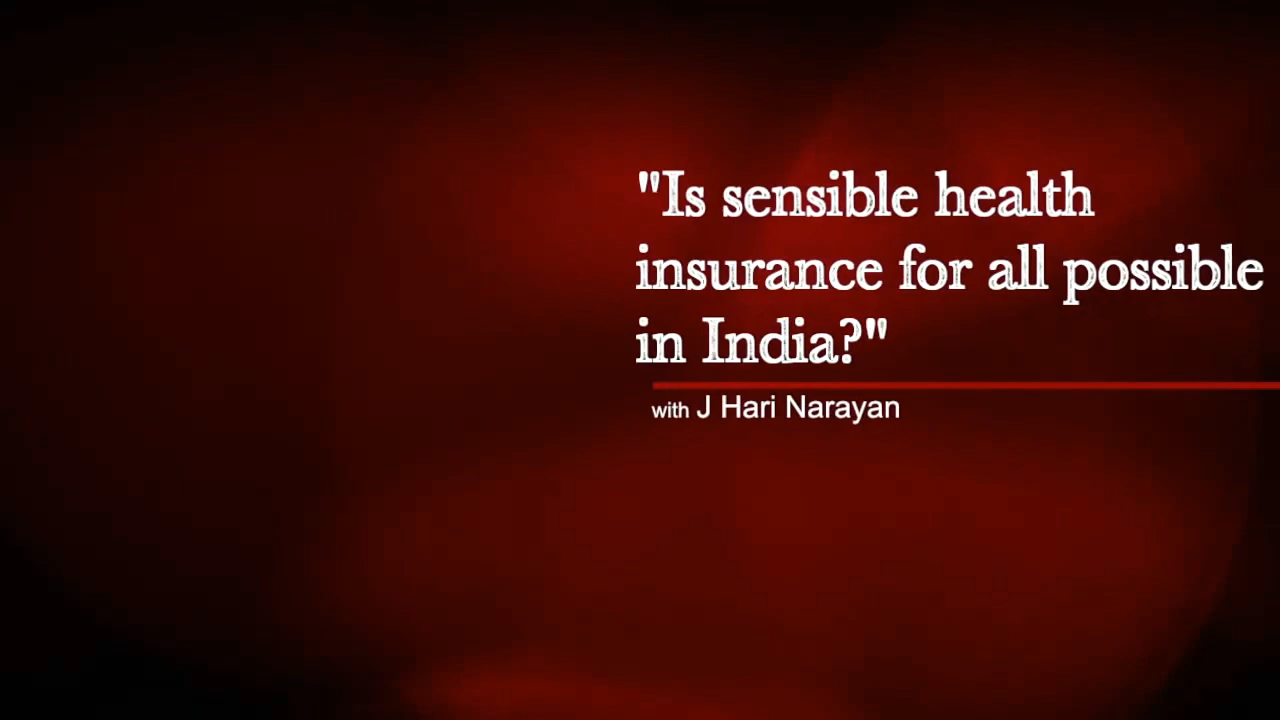 "Is sensible health
insurance for all possible
in India?"
with J Hari Narayan